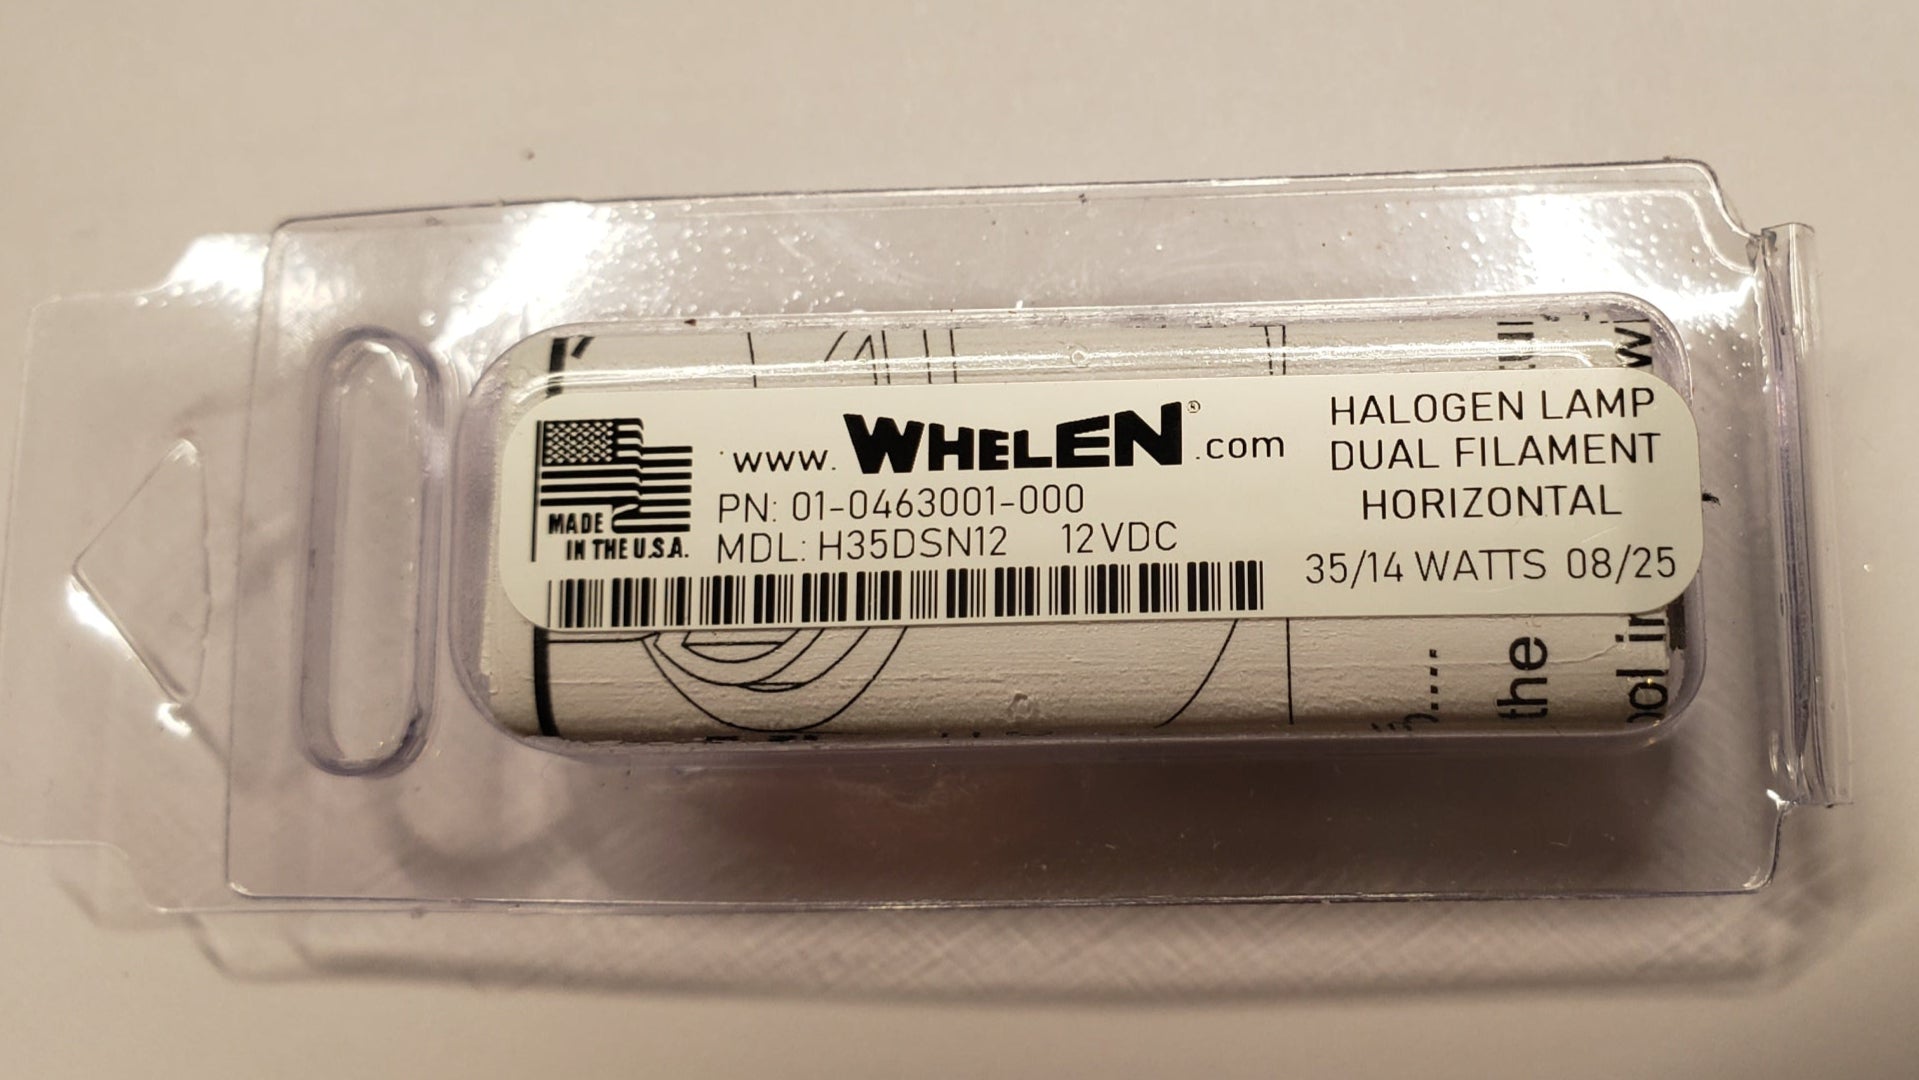 www. WHELEN® .com
PN: 01-0463001-000
MDL: H35DSN12 12VDC
MADE
IN THE U.S.A.
HALOGEN LAMP
DUAL FILAMENT
HORIZONTAL
35/14 WATTS 08/25
the